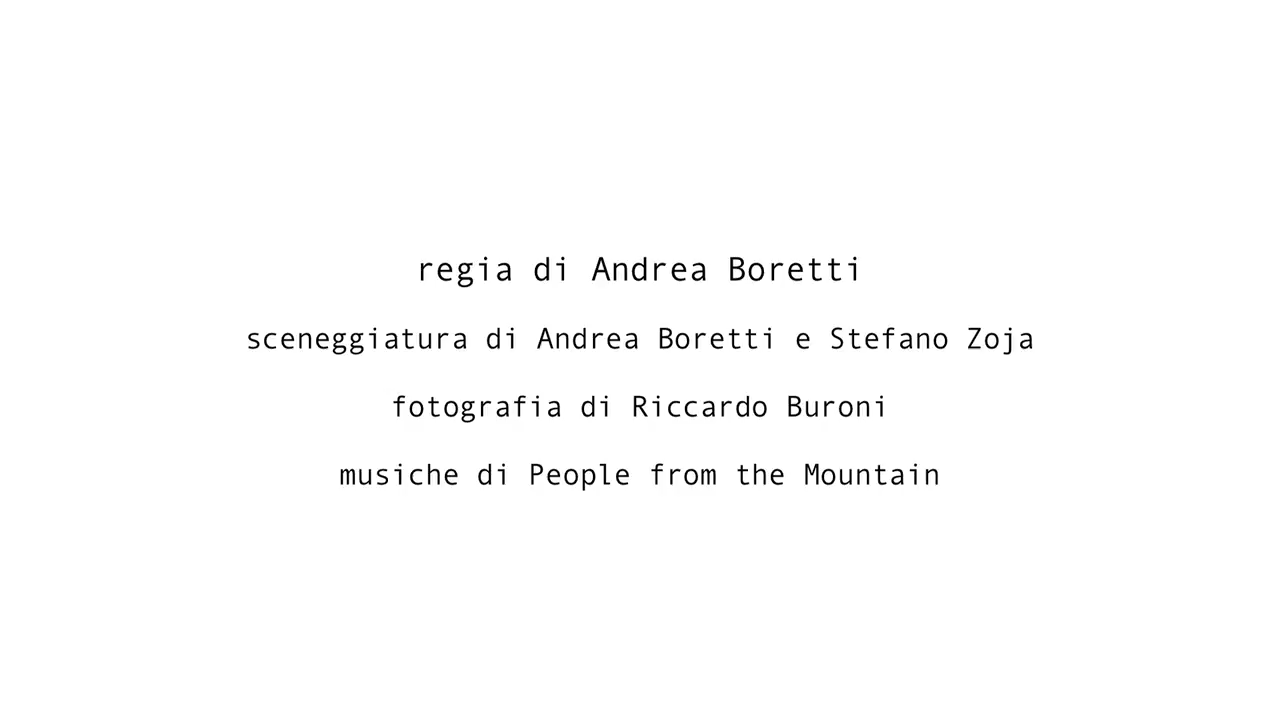 regia di Andrea Boretti
sceneggiatura di Andrea Boretti e Stefano Zoja
fotografia di Riccardo Buroni
musiche di People from the Mountain